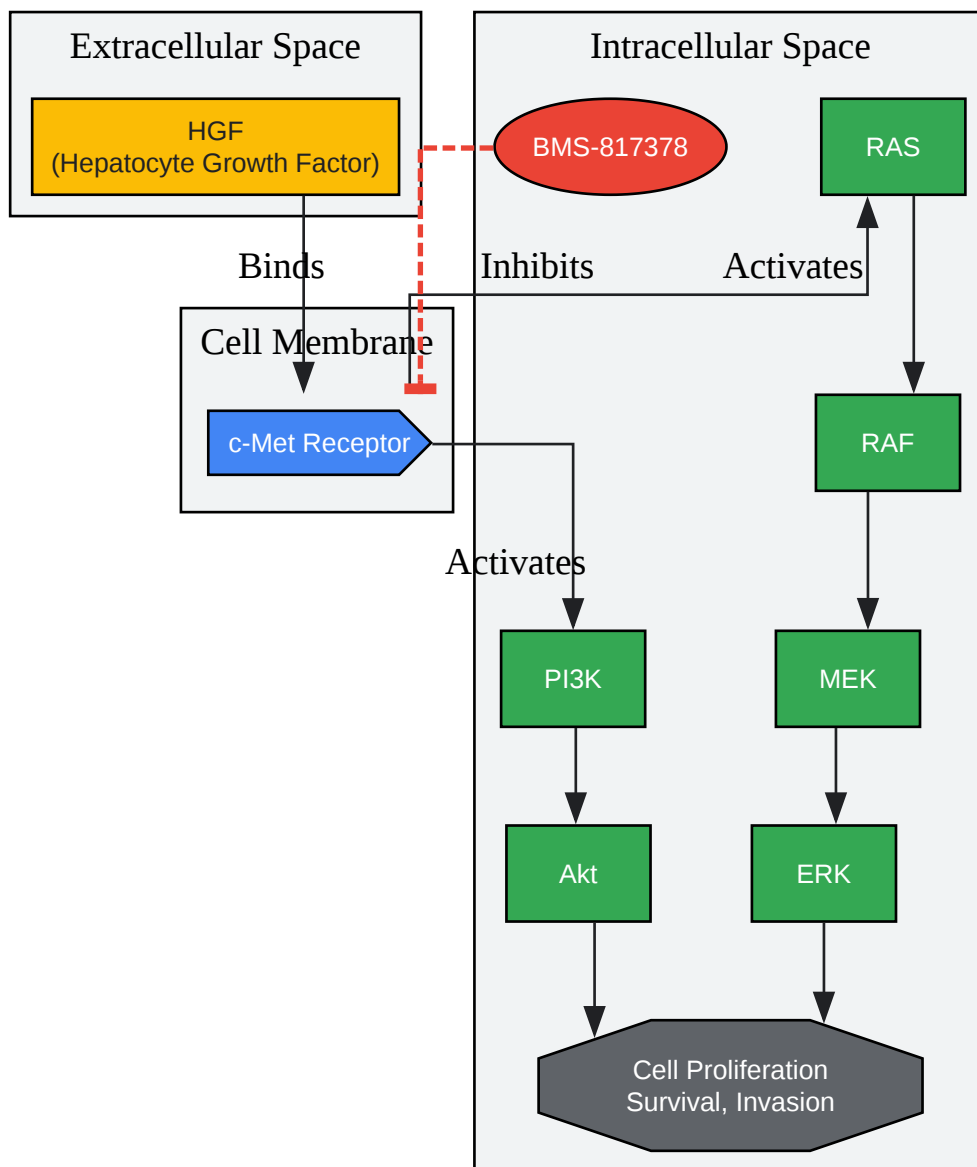 Extracellular Space
Intracellular Space
HGF
(Hepatocyte Growth Factor)
BMS-817378
RAS
Binds
Inhibits
Activates
Cell Membrane
c-Met Receptor
RAF
Activates
PI3K
MEK
Akt
ERK
Cell Proliferation
Survival, Invasion